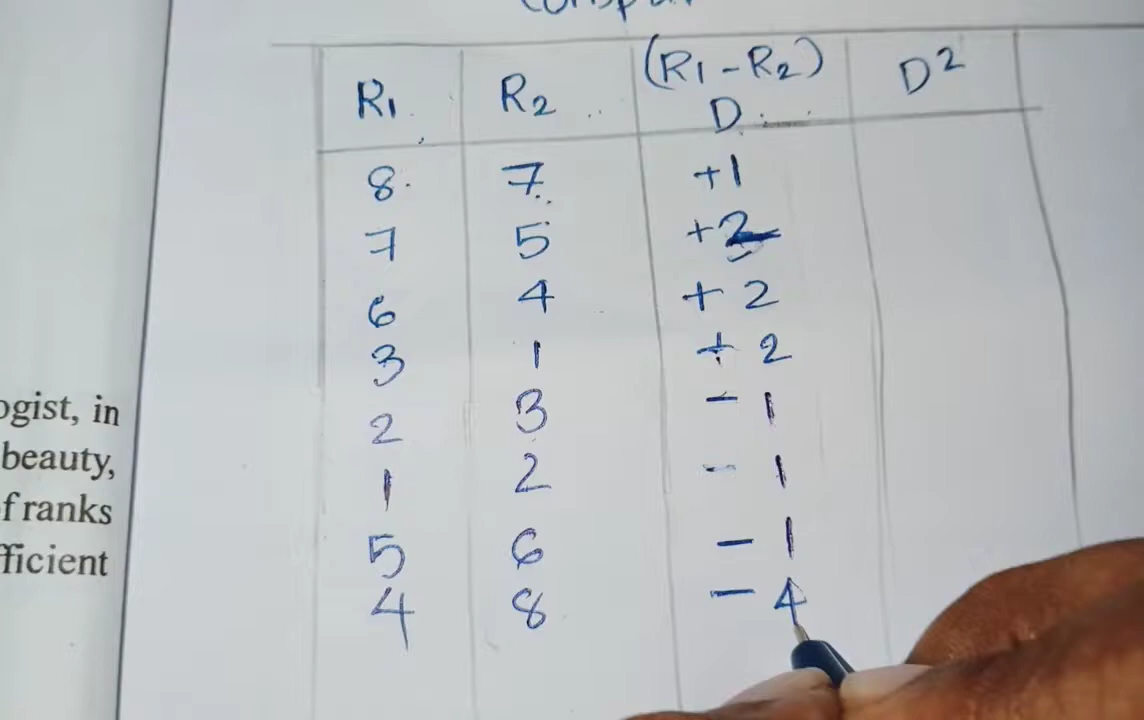 R1 R2 (R1-R2) D D²
8 7 +1
7 5 +2
6 4 +2
3 1 +2
2 3 -1
1 2 -1
5 6 -1
4 8 -4
ogist, in
beauty,
f ranks
fficient